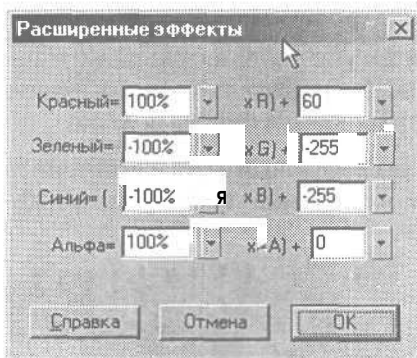 Расширенные эффекты
Красный= 100% x R) + 60
Зеленый= -100% x G) + -255
Синий= ( -100% я x B) + -255
Альфа= 100% x A) + 0
Справка Отмена OK